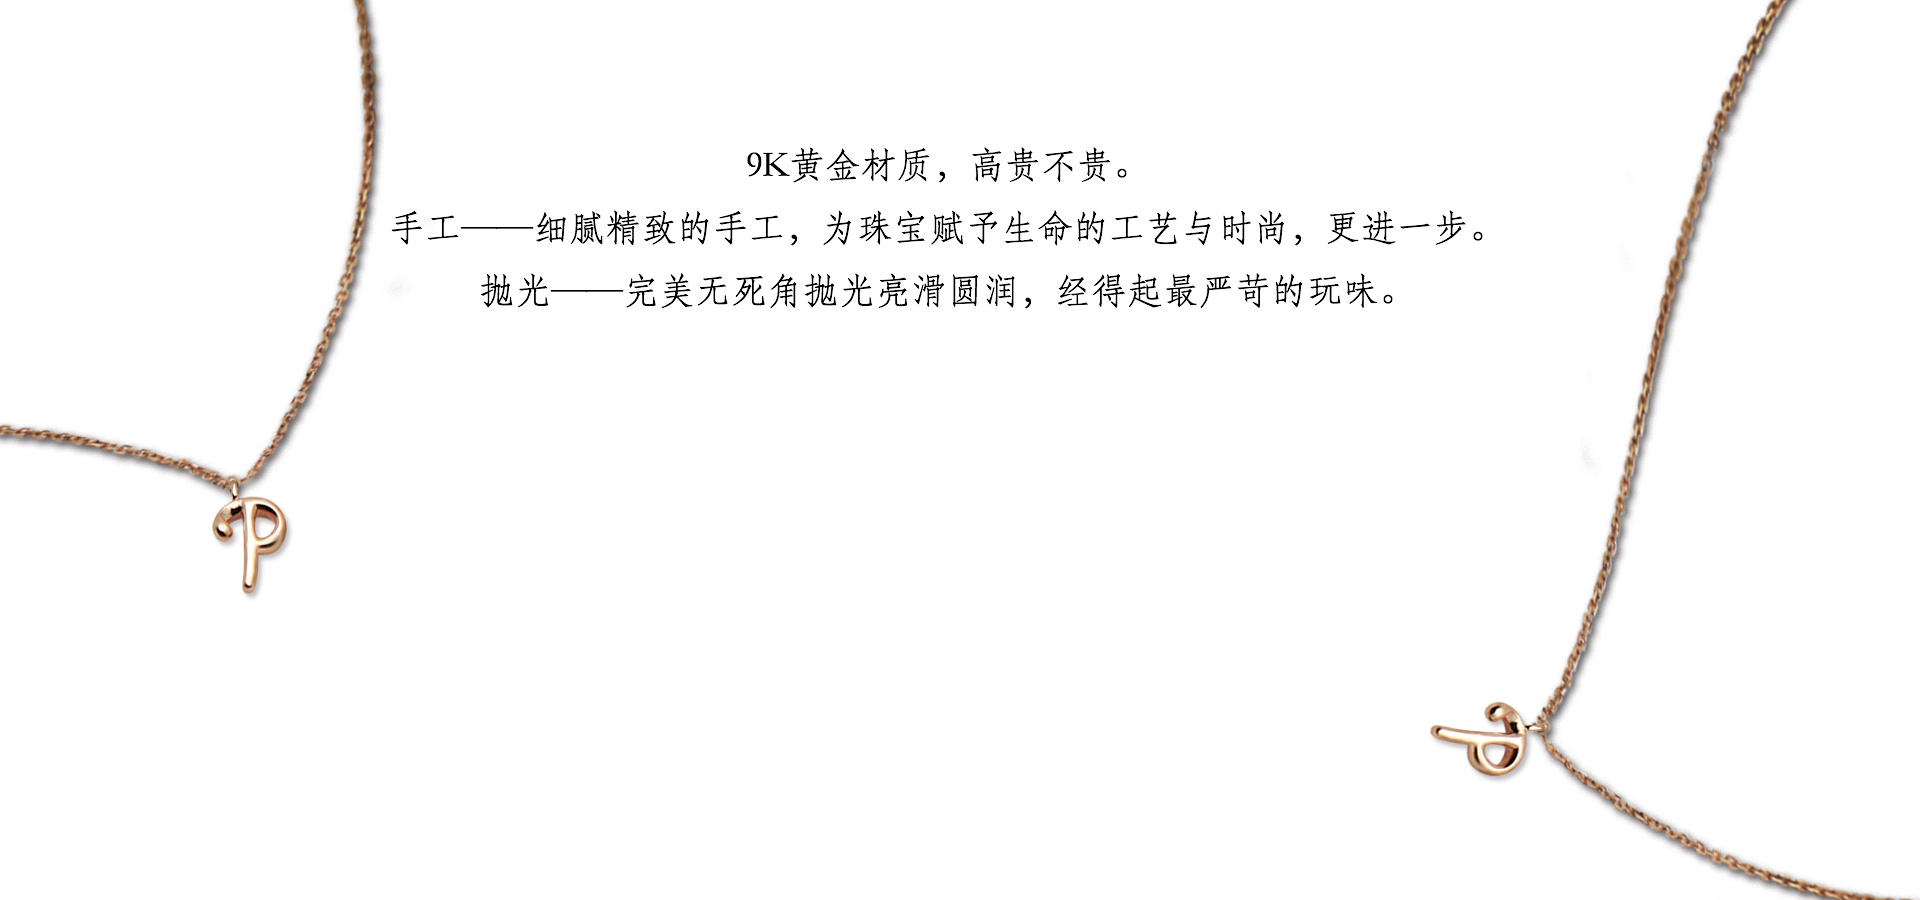 9K黄金材质，高贵不贵。
手工——细腻精致的手工，为珠宝赋予生命的工艺与时尚，更进一步。
抛光——完美无死角抛光亮滑圆润，经得起最严苛的玩味。
P
P